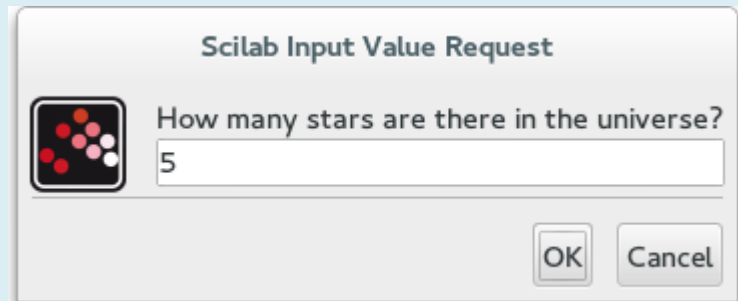 Scilab Input Value Request
How many stars are there in the universe?
5
OK Cancel